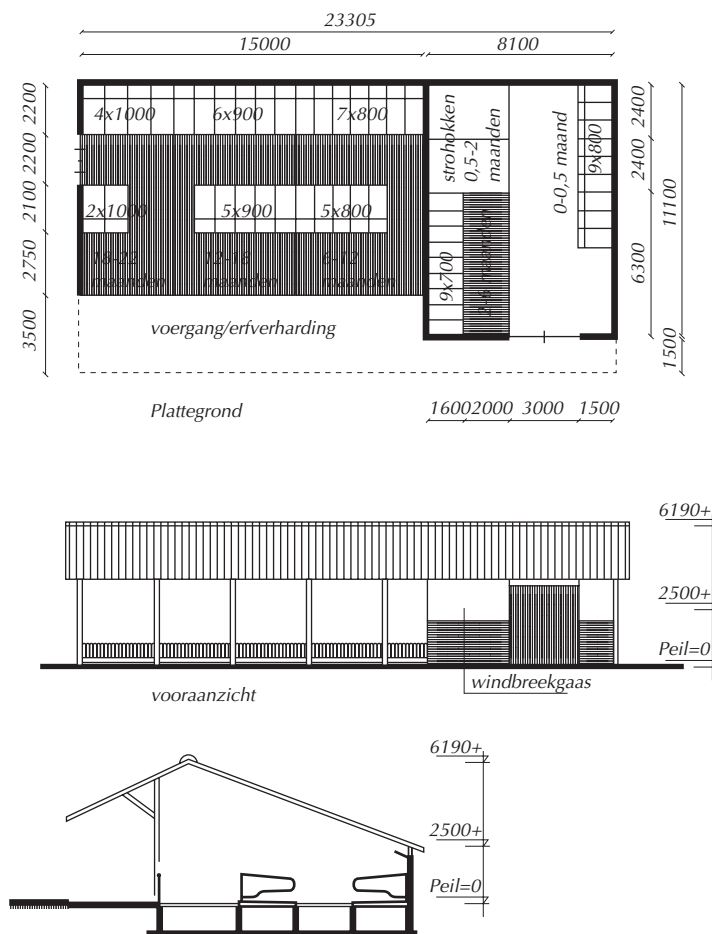 23305
15000 8100
2200
2200
2100
2750
3500
4x1000 6x900 7x800
2x1000 5x900 5x800
18-22
maanden
12-18
maanden
6-12
maanden
strohokken
0,5-2
maanden
0-0,5 maand
9x800
9x700
2-6 maanden
2400
2400
6300
11100
1500
voergang/erfverharding
Plattegrond
1600 2000 3000 1500
6190+
2500+
Peil=0
windbreekgaas
vooraanzicht
6190+
2500+
Peil=0